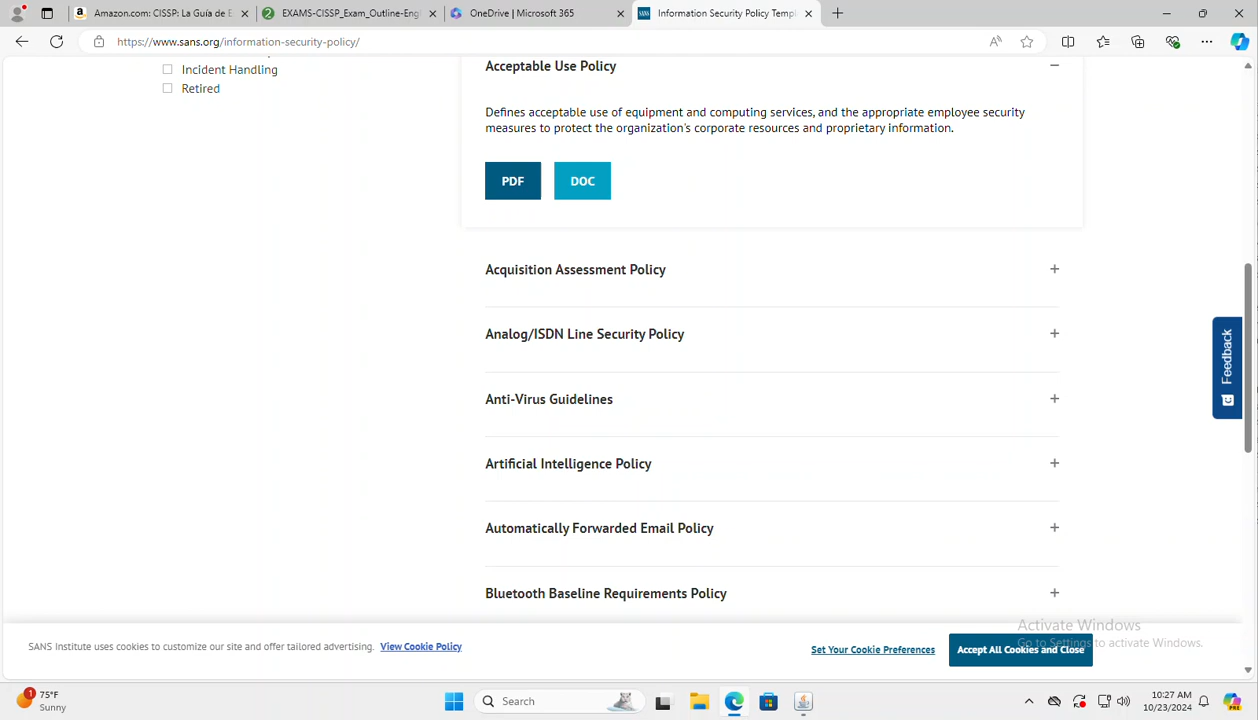 Amazon.com: CISSP: La Guía de E
EXAMS-CISSP_Exam_Outline-Engl
OneDrive | Microsoft 365
SANS
Information Security Policy Templ
https://www.sans.org/information-security-policy/
Incident Handling
Retired
Acceptable Use Policy
Defines acceptable use of equipment and computing services, and the appropriate employee security
measures to protect the organization's corporate resources and proprietary information.
PDF
DOC
Acquisition Assessment Policy
Analog/ISDN Line Security Policy
Anti-Virus Guidelines
Artificial Intelligence Policy
Automatically Forwarded Email Policy
Bluetooth Baseline Requirements Policy
Feedback
SANS Institute uses cookies to customize our site and offer tailored advertising. View Cookie Policy
Set Your Cookie Preferences
Accept All Cookies and Close
Activate Windows
Go to Settings to activate Windows.
1
75°F
Sunny
Search
10:27 AM
10/23/2024
PRE